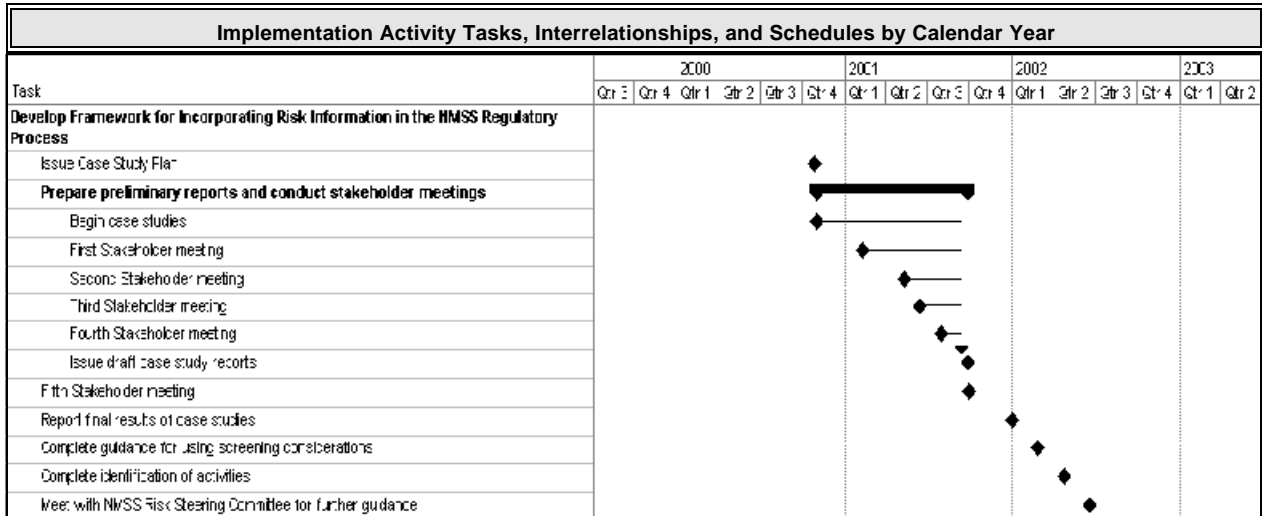 Implementation Activity Tasks, Interrelationships, and Schedules by Calendar Year
2000 2001 2002 2003
Task Qtr 3 Qtr 4 Qtr 1 Qtr 2 Qtr 3 Qtr 4 Qtr 1 Qtr 2 Qtr 3 Qtr 4 Qtr 1 Qtr 2 Qtr 3 Qtr 4 Qtr 1 Qtr 2
Develop Framework for Incorporating Risk Information in the NMSS Regulatory
Process
Issue Case Study Plan
Prepare preliminary reports and conduct stakeholder meetings
Begin case studies
First Stakeholder meeting
Second Stakeholder meeting
Third Stakeholder meeting
Fourth Stakeholder meeting
Issue draft case study reports
Fifth Stakeholder meeting
Report final results of case studies
Complete guidance for using screening considerations
Complete identification of activities
Meet with NMSS Risk Steering Committee for further guidance